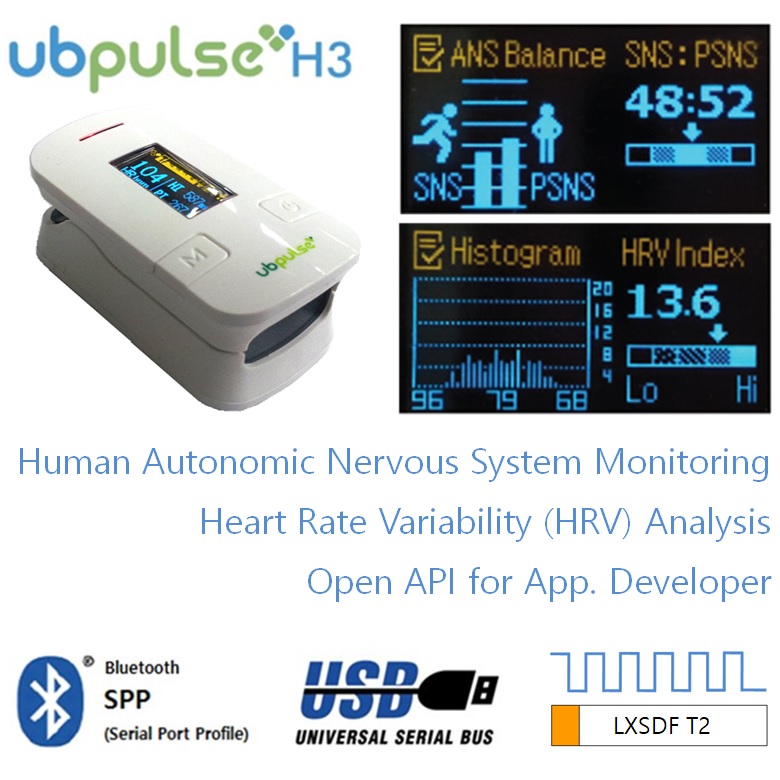 ubpulse H3
ANS Balance SNS : PSNS
48:52
SNS PSNS
104
HI
M
ubpulse
Histogram HRV Index
20
16
12
8
4
13.6
Lo Hi
96 79 68
Human Autonomic Nervous System Monitoring
Heart Rate Variability (HRV) Analysis
Open API for App. Developer
® Bluetooth
SPP
(Serial Port Profile)
USB
UNIVERSAL SERIAL BUS
LXSDF T2